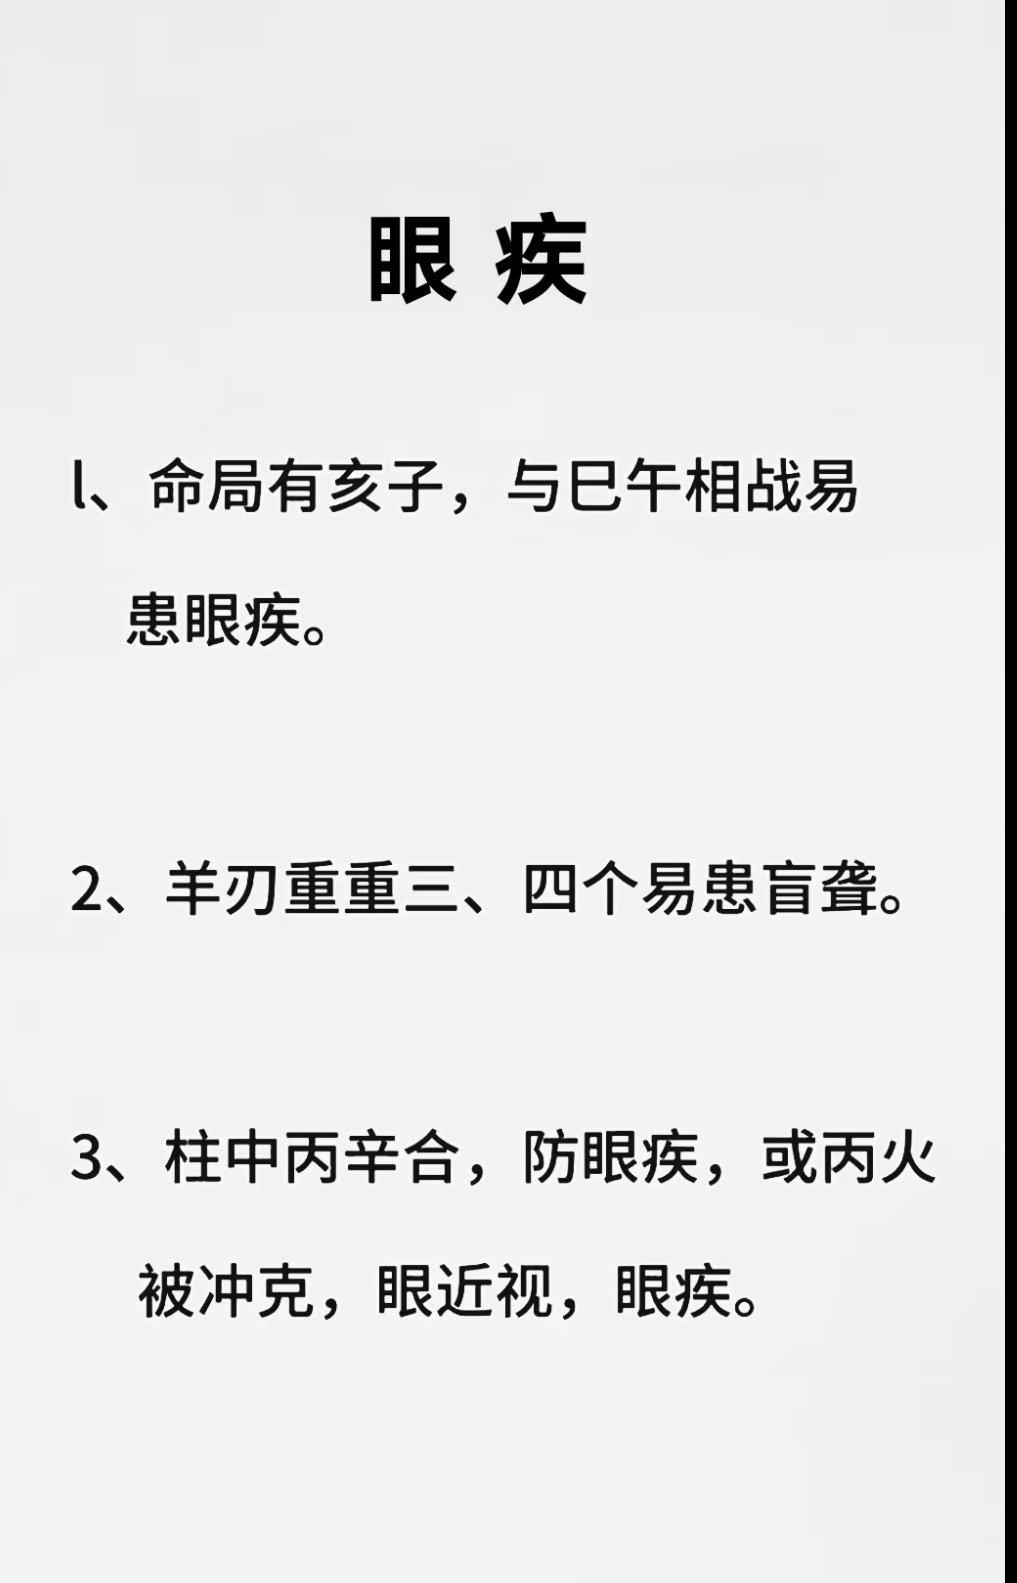 眼疾
1、命局有亥子，与巳午相战易
患眼疾。
2、羊刃重重三、四个易患盲聋。
3、柱中丙辛合，防眼疾，或丙火
被冲克，眼近视，眼疾。